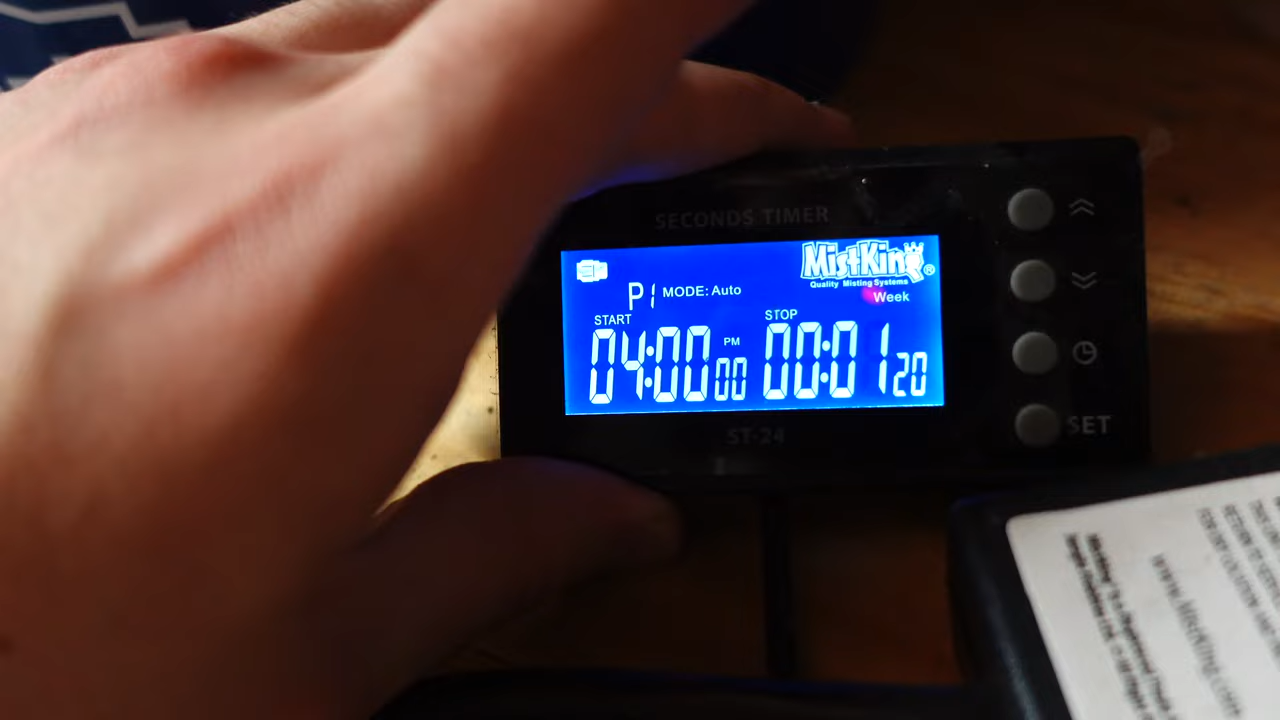 SECONDS TIMER
MistKing®
Quality Misting Systems
P1 MODE: Auto
Week
START
STOP
04:00 00 PM
00:01 20
ST-24
SET
www.MistKing.com